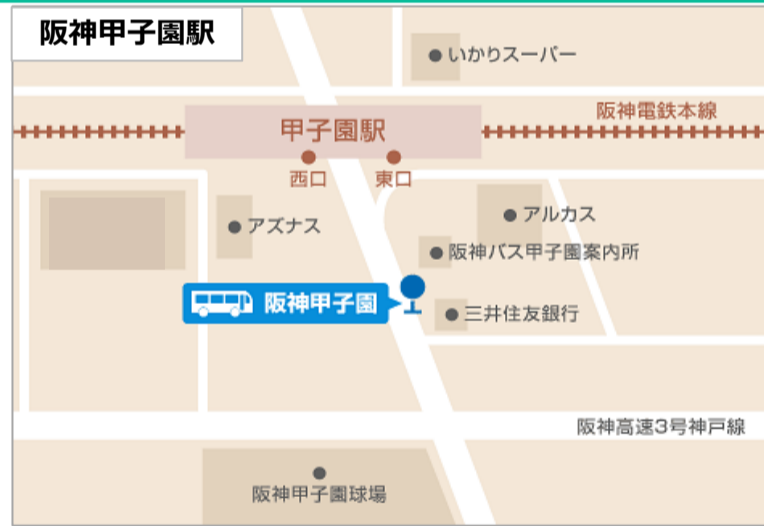 阪神甲子園駅
いかりスーパー
阪神電鉄本線
甲子園駅
西口
東口
アズナス
アルカス
阪神バス甲子園案内所
阪神甲子園
三井住友銀行
阪神高速3号神戸線
阪神甲子園球場